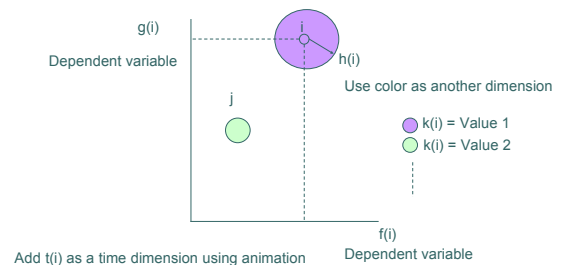 g(i)
i
Dependent variable
h(i)
Use color as another dimension
j
k(i) = Value 1
k(i) = Value 2
f(i)
Dependent variable
Add t(i) as a time dimension using animation